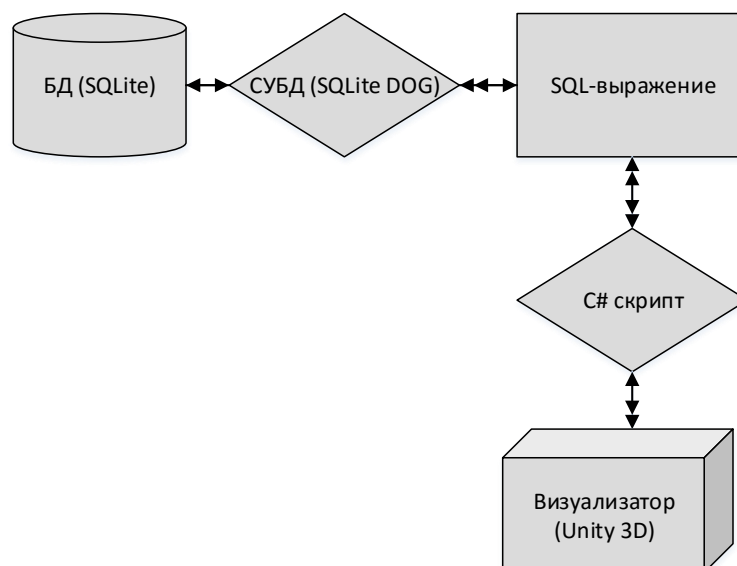 БД (SQLite)
СУБД (SQLite DOG)
SQL-выражение
C# скрипт
Визуализатор
(Unity 3D)